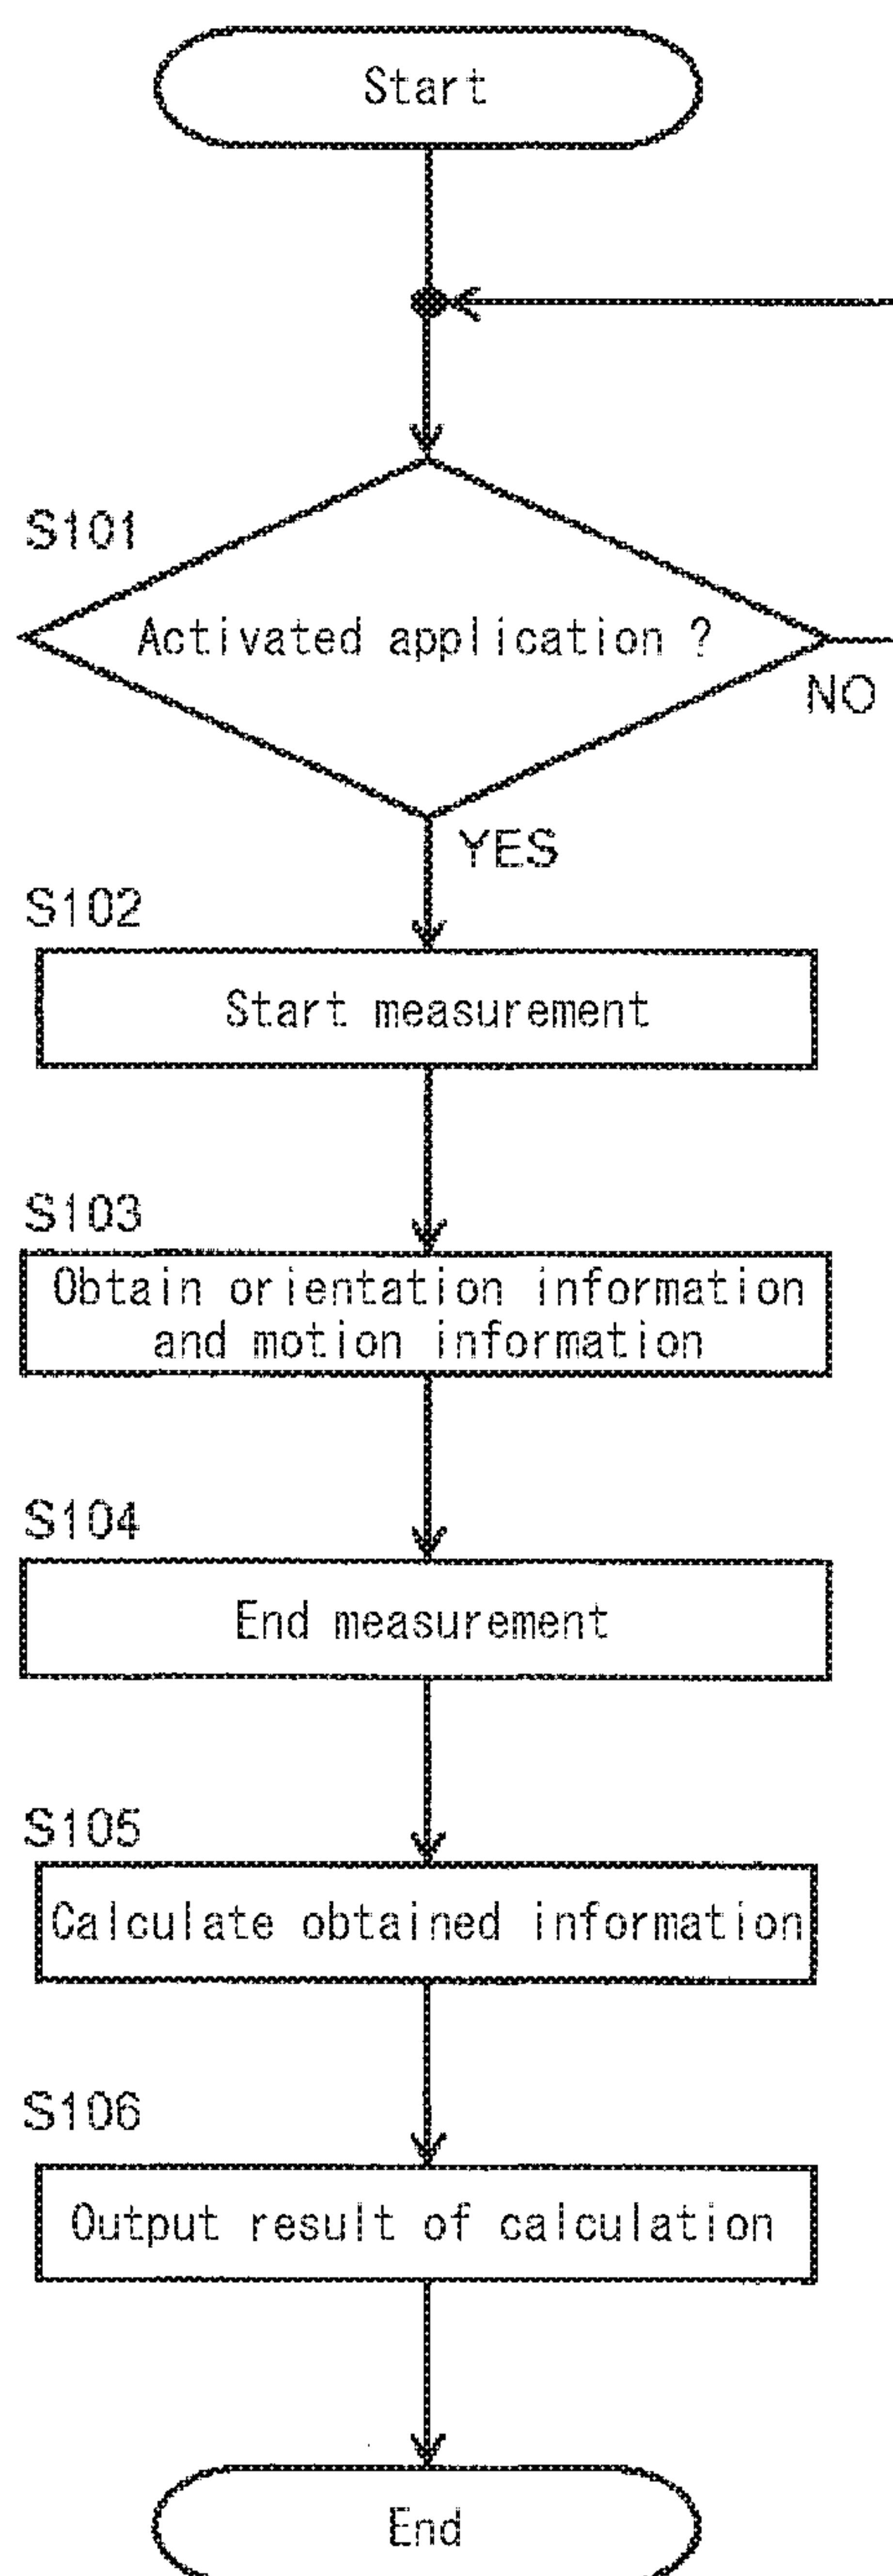 Start
S101
Activated application ?
NO
YES
S102
Start measurement
S103
Obtain orientation information
and motion information
S104
End measurement
S105
Calculate obtained information
S106
Output result of calculation
End